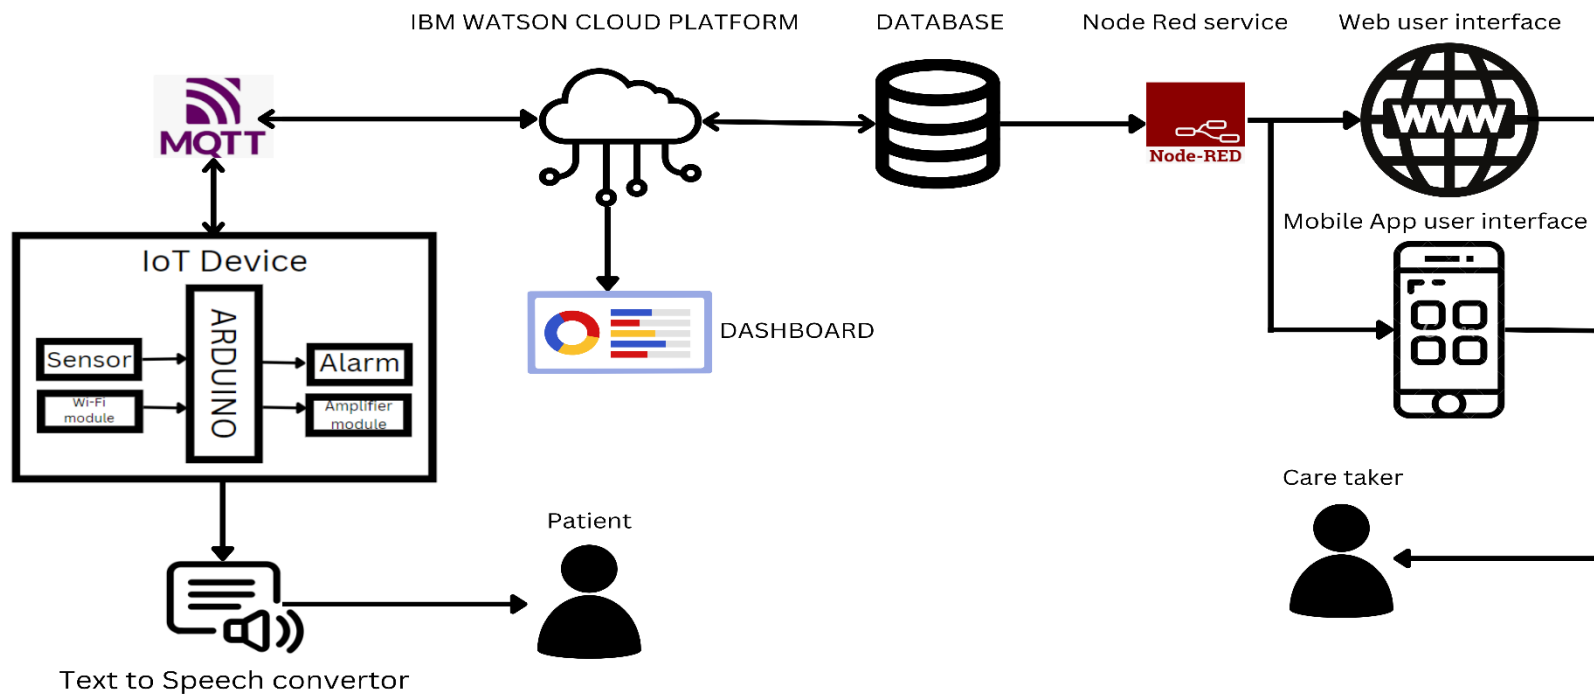 IBM WATSON CLOUD PLATFORM
DATABASE
Node Red service
Web user interface
MQTT
WWW
Node-RED
Mobile App user interface
IoT Device
ARDUINO
Sensor
Alarm
Wi-Fi
module
Amplifier
module
DASHBOARD
Care taker
Patient
Text to Speech convertor